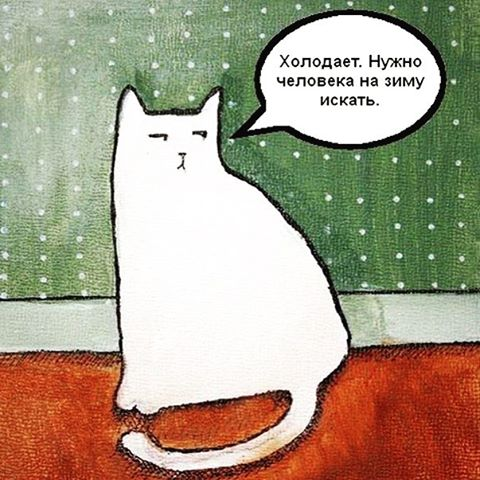 Холодает. Нужно
человека на зиму
искать.